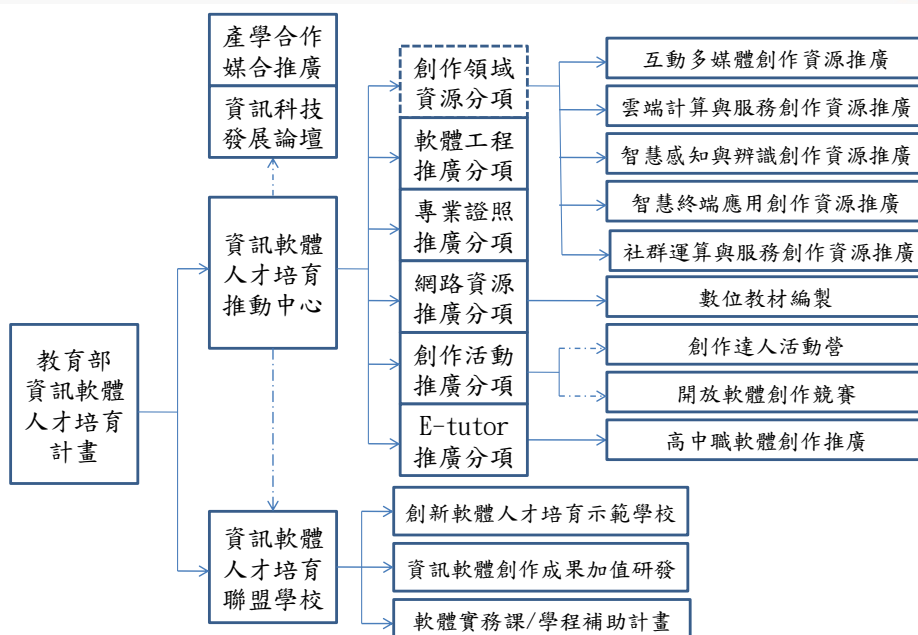 產學合作
媒合推廣
資訊科技
發展論壇
資訊軟體
人才培育
推動中心
教育部
資訊軟體
人才培育
計畫
資訊軟體
人才培育
聯盟學校
創作領域
資源分項
軟體工程
推廣分項
專業證照
推廣分項
網路資源
推廣分項
創作活動
推廣分項
E-tutor
推廣分項
互動多媒體創作資源推廣
雲端計算與服務創作資源推廣
智慧感知與辨識創作資源推廣
智慧終端應用創作資源推廣
社群運算與服務創作資源推廣
數位教材編製
創作達人活動營
開放軟體創作競賽
高中職軟體創作推廣
創新軟體人才培育示範學校
資訊軟體創作成果加值研發
軟體實務課/學程補助計畫